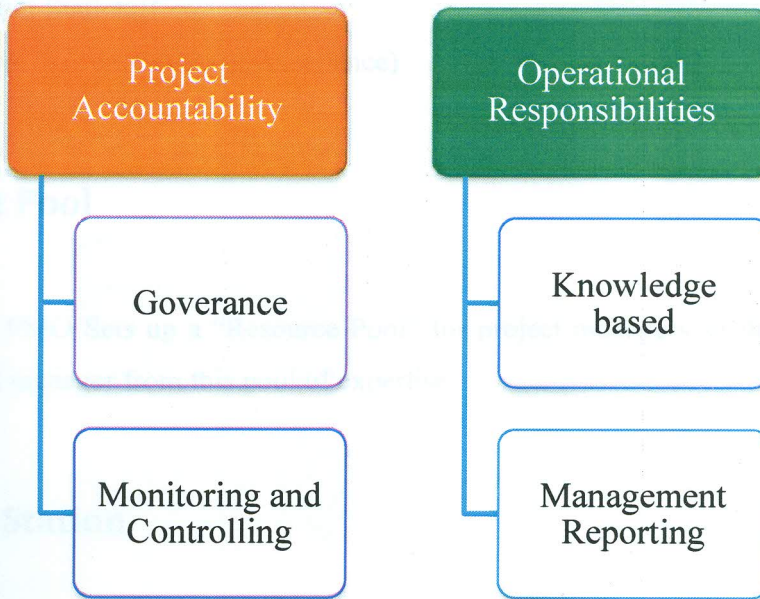 Project
Accountability
Goverance
Monitoring and
Controlling
Operational
Responsibilities
Knowledge
based
Management
Reporting